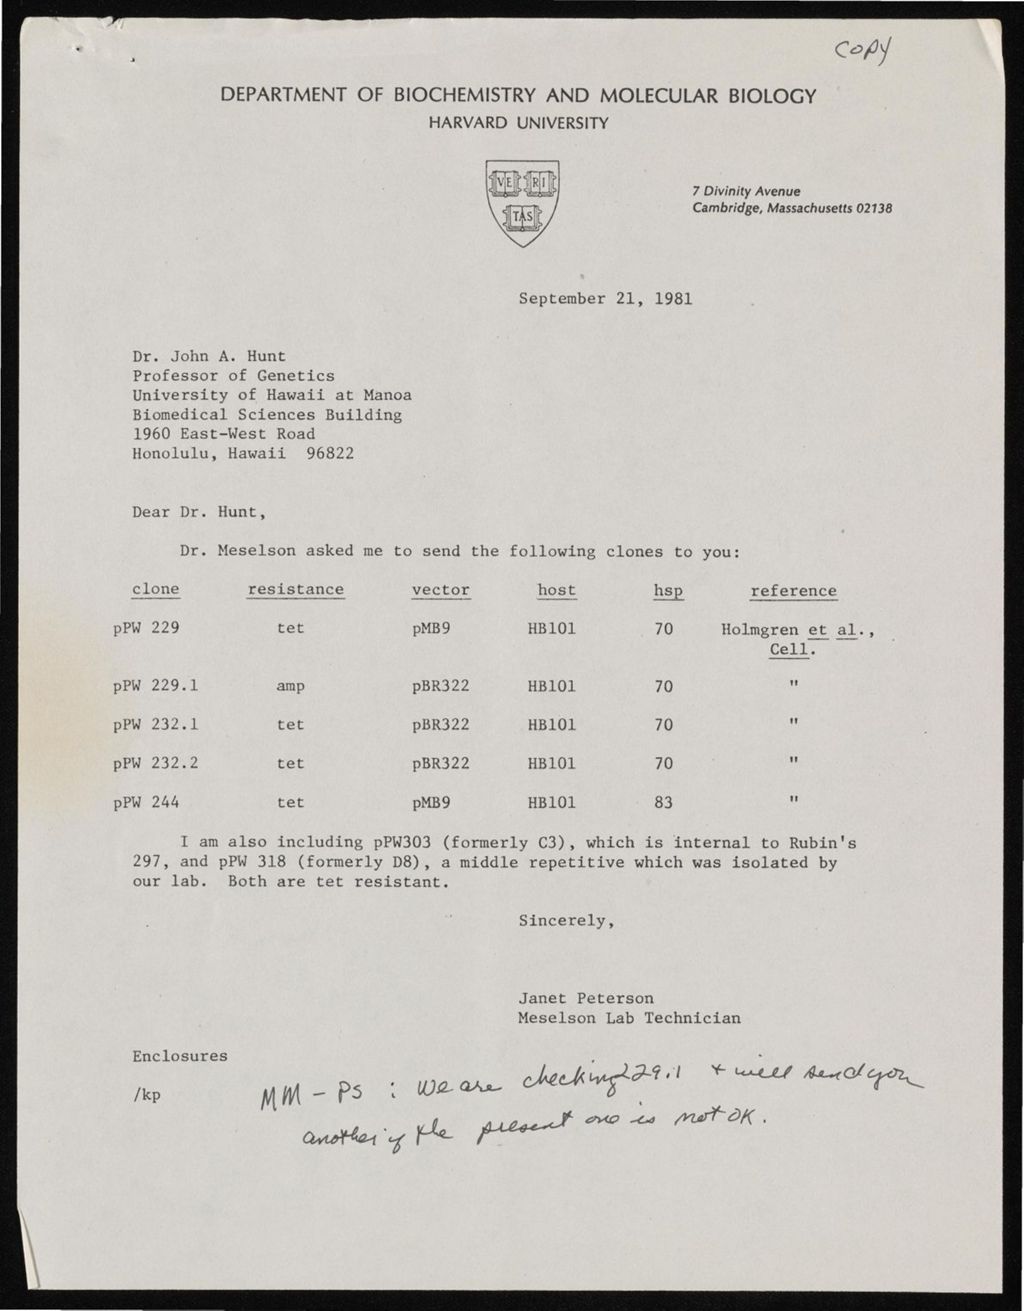 COPY
DEPARTMENT OF BIOCHEMISTRY AND MOLECULAR BIOLOGY
HARVARD UNIVERSITY
VE RI
TAS
7 Divinity Avenue
Cambridge, Massachusetts 02138
September 21, 1981
Dr. John A. Hunt
Professor of Genetics
University of Hawaii at Manoa
Biomedical Sciences Building
1960 East-West Road
Honolulu, Hawaii 96822
Dear Dr. Hunt,
Dr. Meselson asked me to send the following clones to you:
clone resistance vector host hsp reference
pPW 229 tet pMB9 HB101 70 Holmgren et al.,
Cell.
pPW 229.1 amp pBR322 HB101 70 "
pPW 232.1 tet pBR322 HB101 70 "
pPW 232.2 tet pBR322 HB101 70 "
pPW 244 tet pMB9 HB101 83 "
I am also including pPW303 (formerly C3), which is internal to Rubin's
297, and pPW 318 (formerly D8), a middle repetitive which was isolated by
our lab. Both are tet resistant.
Sincerely,
Janet Peterson
Meselson Lab Technician
Enclosures
/kp
MM - PS : We are checking 229.1 + will send you
another if the present one is not OK.